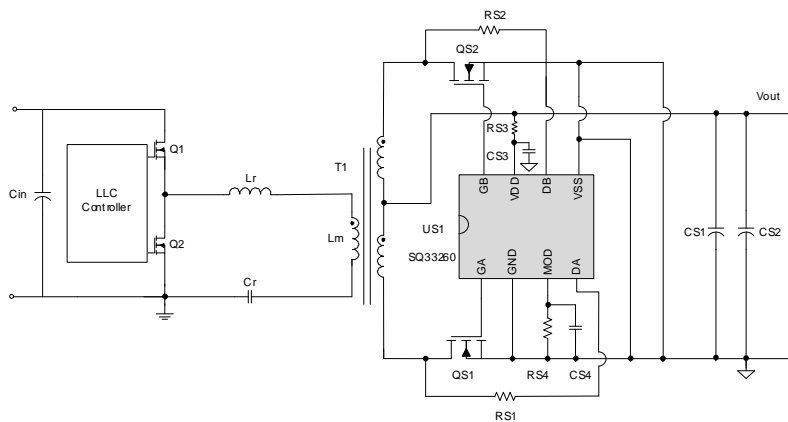 RS2
QS2
Vout
RS3
CS3
T1
Q1
Cin
LLC
Controller
Lr
Lm
Q2
Cr
GB
VDD
DB
VSS
US1
SQ33260
GA
GND
MOD
DA
CS1
CS2
QS1
RS4
CS4
RS1